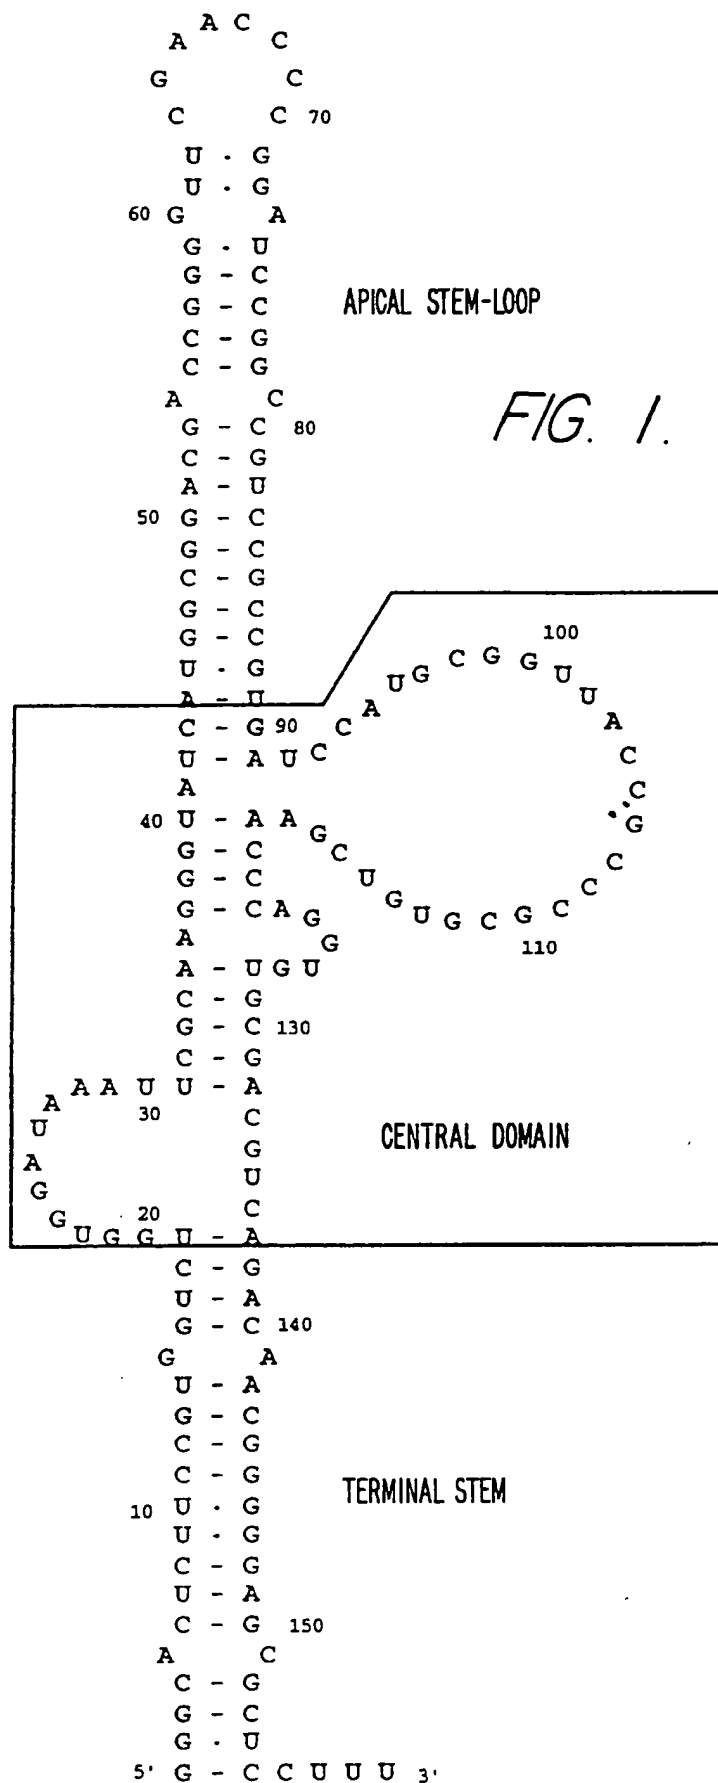 A C
A C
G C
C C 70
U · G
U · G
60 G A
G · U
G - C
G - C
APICAL STEM-LOOP
C - G
C - G
A C
FIG. 1.
G - C 80
C - G
A - U
50 G - C
G - C
C - G
G - C
G - C
U · G
A - U
C - G 90
U - A U C C A U G C G G U U A C C
100
A
40 U - A A G C U G U G C G C C C G
110
G - C
G - C
G - C A G
A G
A - U G U
C - G
G - C 130
C - G
A A A U U - A
30
U C
A G
G U
G 20 C
U G G U - A
CENTRAL DOMAIN
C - G
U - A
G - C 140
G A
U - A
G - C
C - G
C - G
TERMINAL STEM
10 U · G
U · G
C - G
U - A
C - G 150
A C
C - G
G - C
G · U
5' G - C C U U U 3'